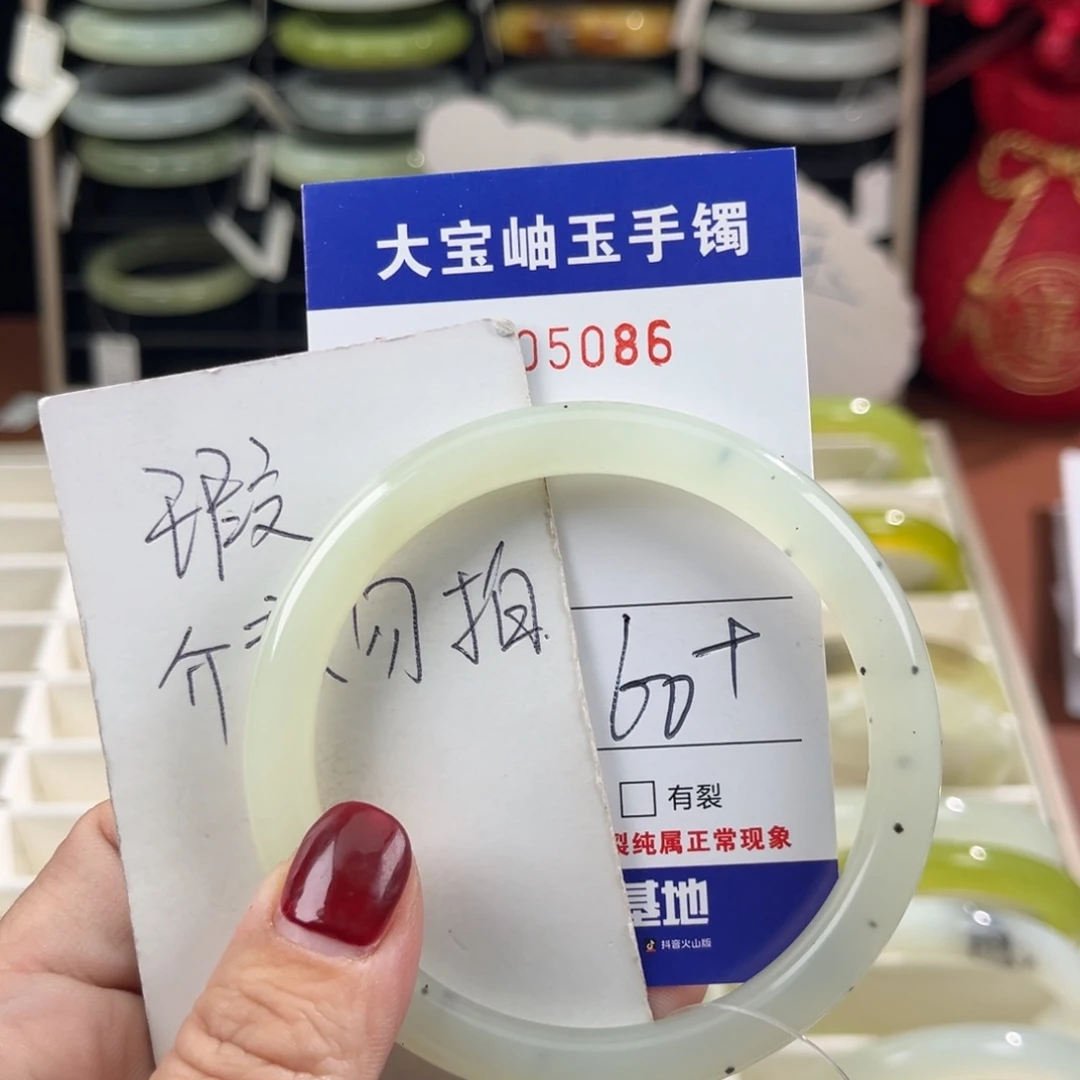 大宝岫玉手镯
05086
瑕
介 勿拍
60+
□ 有裂
裂纯属正常现象
基地
抖音火山版